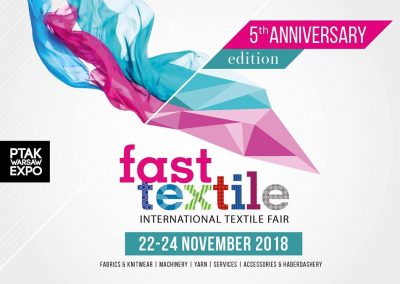 5th ANNIVERSARY
edition
PTAK
WARSAW
EXPO
fast
textile
INTERNATIONAL TEXTILE FAIR
22-24 NOVEMBER 2018
FABRICS & KNITWEAR | MACHINERY | YARN | SERVICES | ACCESSORIES & HABERDASHERY